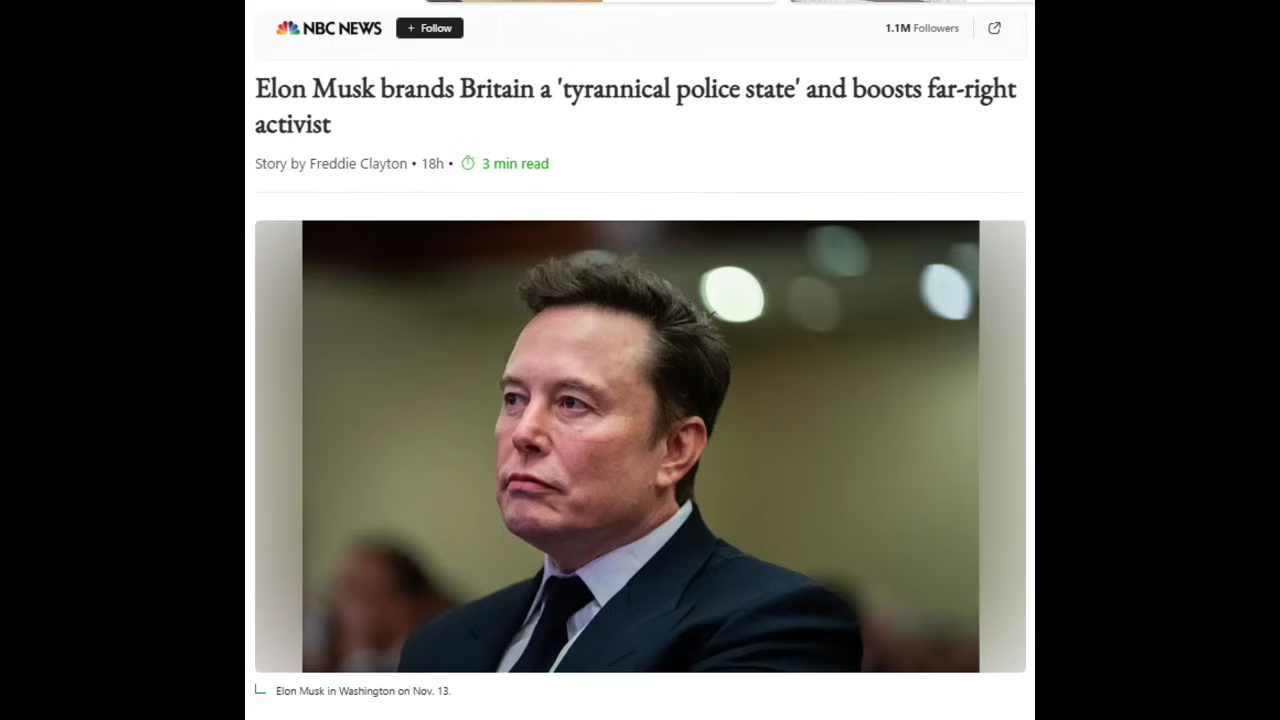 NBC NEWS + Follow 1.1M Followers
Elon Musk brands Britain a 'tyrannical police state' and boosts far-right
activist
Story by Freddie Clayton • 18h • 3 min read
Elon Musk in Washington on Nov. 13.